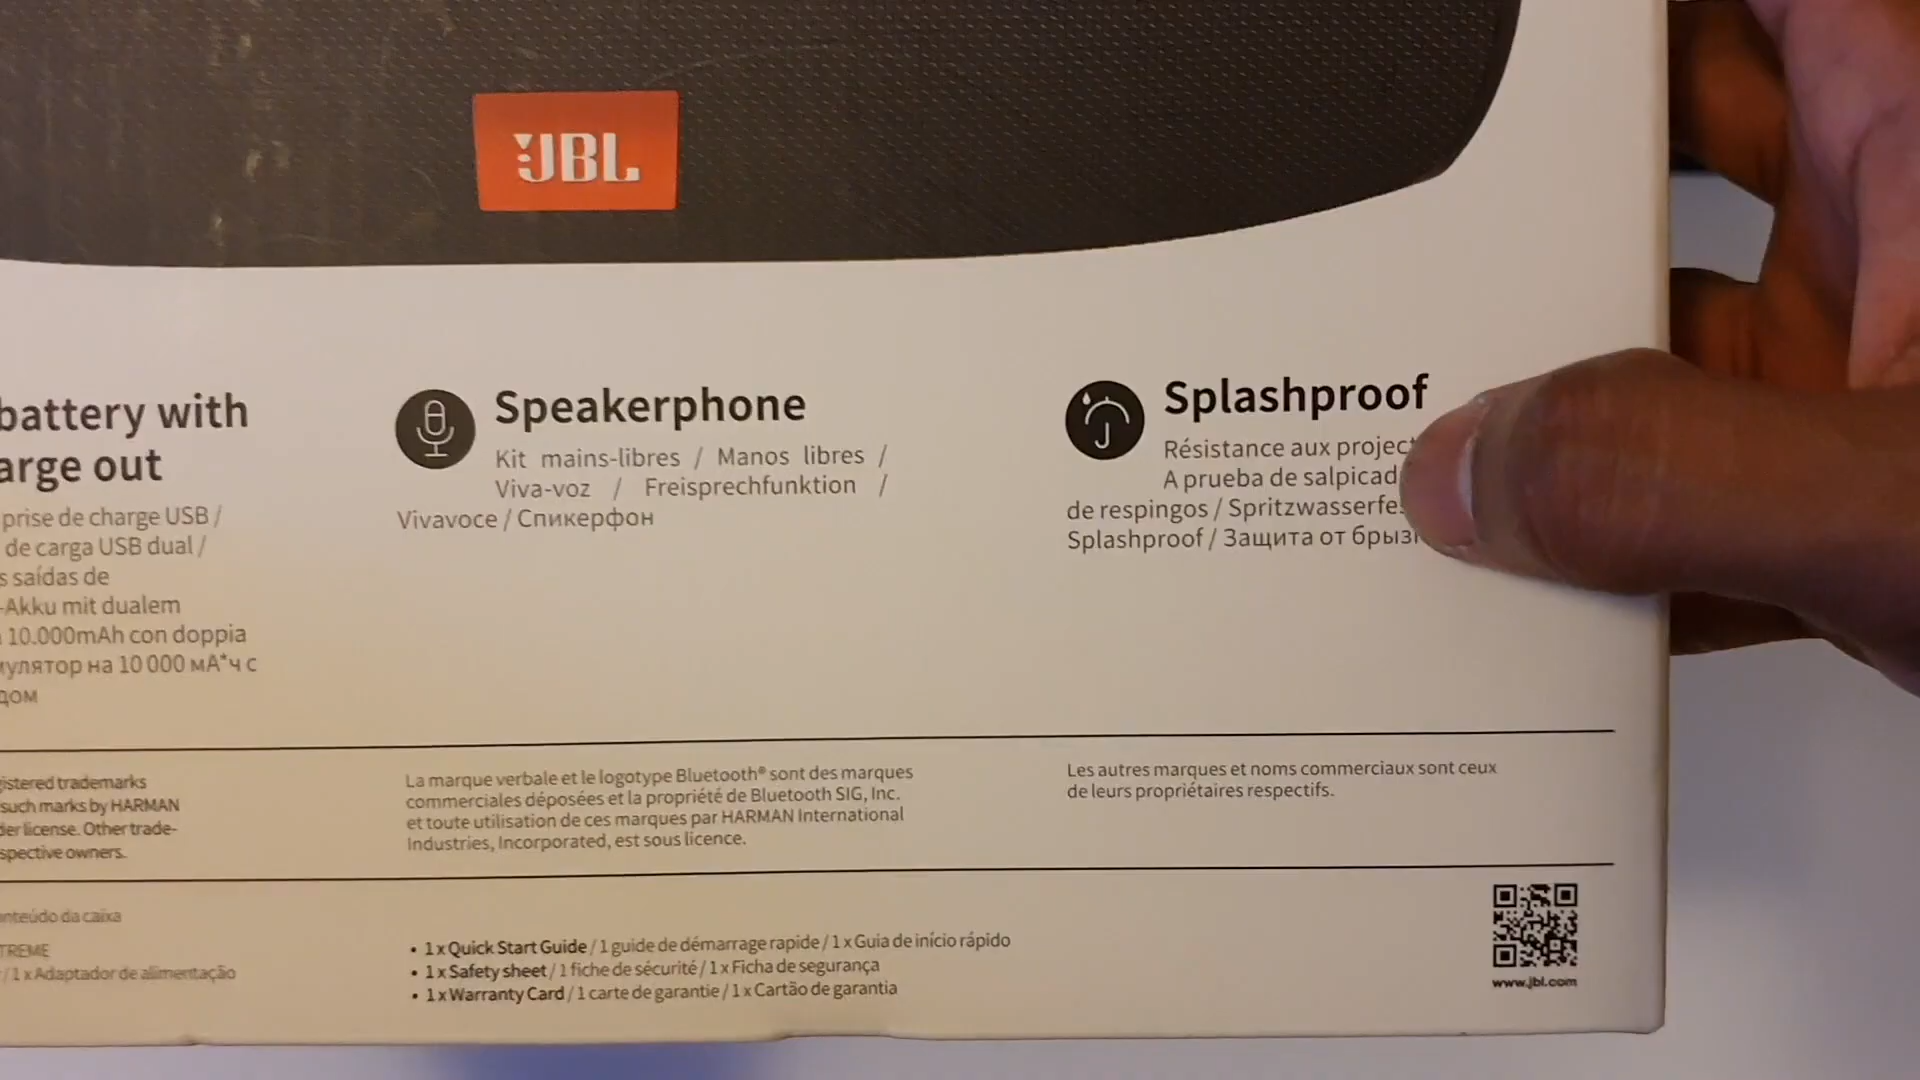 JBL
battery with
arge out
prise de charge USB /
de carga USB dual /
s saídas de
-Akku mit dualem
10.000mAh con doppia
улятор на 10 000 мА*ч с
дом
Speakerphone
Kit mains-libres / Manos libres /
Viva-voz / Freisprechfunktion /
Vivavoce / Спикерфон
Splashproof
Résistance aux project
A prueba de salpicad
de respingos / Spritzwasserfes
Splashproof / Защита от брыз
istered trademarks
such marks by HARMAN
der license. Other trade-
spective owners.
La marque verbale et le logotype Bluetooth® sont des marques
commerciales déposées et la propriété de Bluetooth SIG, Inc.
et toute utilisation de ces marques par HARMAN International
Industries, Incorporated, est sous licence.
Les autres marques et noms commerciaux sont ceux
de leurs propriétaires respectifs.
nteúdo da caixa
TREME
/ 1 x Adaptador de alimentação
• 1 x Quick Start Guide / 1 guide de démarrage rapide / 1 x Guia de início rápido
• 1 x Safety sheet / 1 fiche de sécurité / 1 x Ficha de segurança
• 1 x Warranty Card / 1 carte de garantie / 1 x Cartão de garantia
www.jbl.com